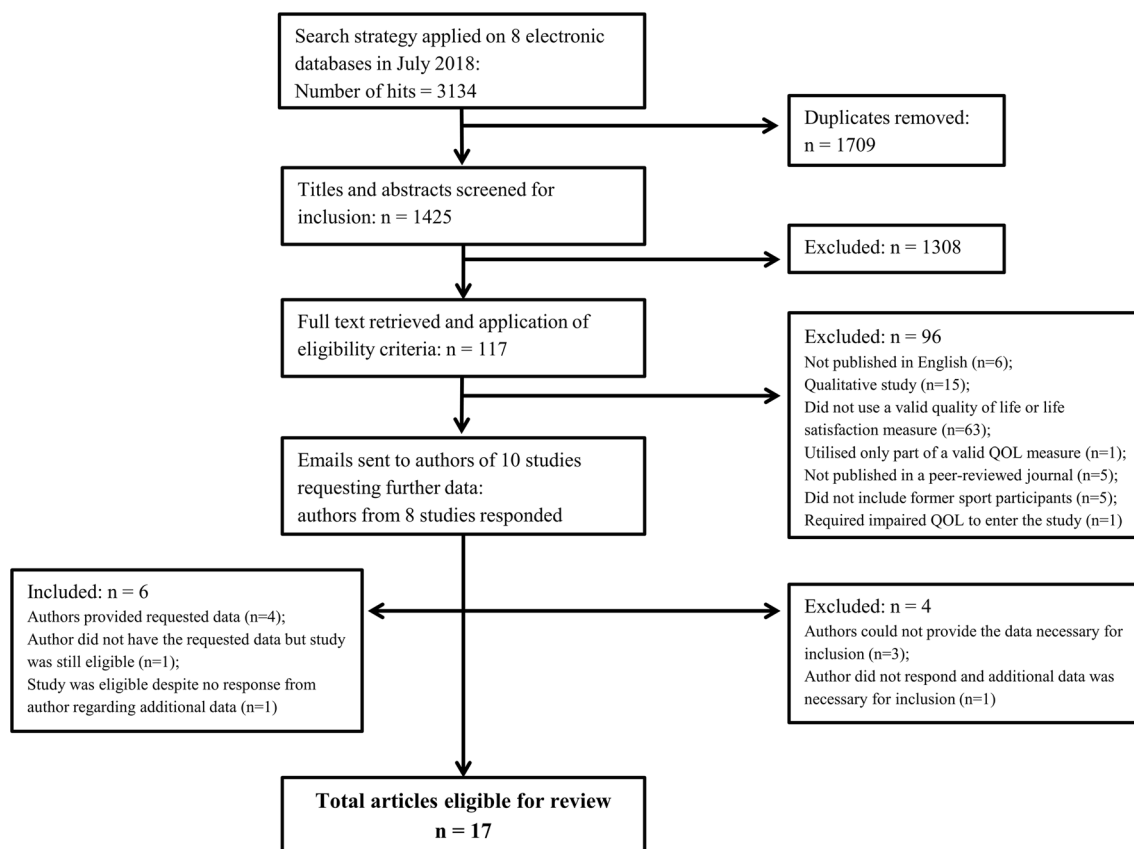 Search strategy applied on 8 electronic
databases in July 2018:
Number of hits = 3134
Duplicates removed:
n = 1709
Titles and abstracts screened for
inclusion: n = 1425
Excluded: n = 1308
Full text retrieved and application of
eligibility criteria: n = 117
Excluded: n = 96
Not published in English (n=6);
Qualitative study (n=15);
Did not use a valid quality of life or life
satisfaction measure (n=63);
Utilised only part of a valid QOL measure (n=1);
Not published in a peer-reviewed journal (n=5);
Did not include former sport participants (n=5);
Required impaired QOL to enter the study (n=1)
Emails sent to authors of 10 studies
requesting further data:
authors from 8 studies responded
Included: n = 6
Authors provided requested data (n=4);
Author did not have the requested data but study
was still eligible (n=1);
Study was eligible despite no response from
author regarding additional data (n=1)
Excluded: n = 4
Authors could not provide the data necessary for
inclusion (n=3);
Author did not respond and additional data was
necessary for inclusion (n=1)
Total articles eligible for review
n = 17